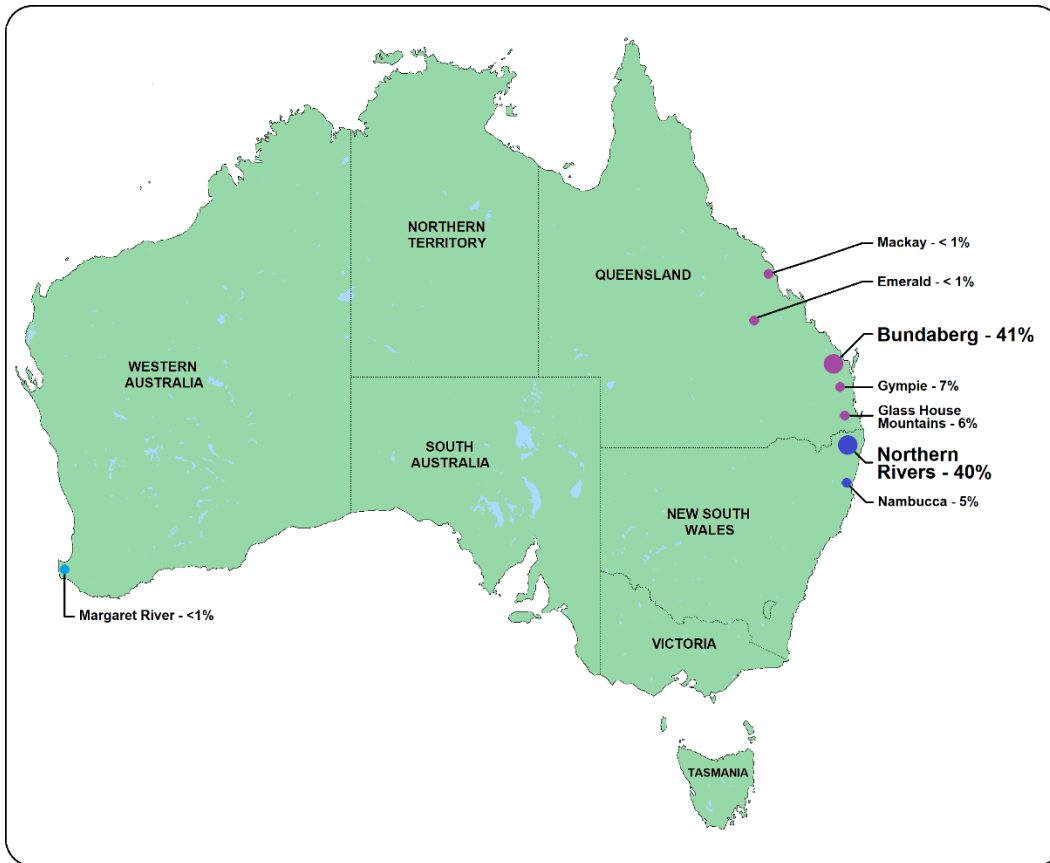 NORTHERN
TERRITORY
QUEENSLAND
WESTERN
AUSTRALIA
SOUTH
AUSTRALIA
NEW SOUTH
WALES
VICTORIA
TASMANIA
Mackay - < 1%
Emerald - < 1%
Bundaberg - 41%
Gympie - 7%
Glass House
Mountains - 6%
Northern
Rivers - 40%
Nambucca - 5%
Margaret River - <1%